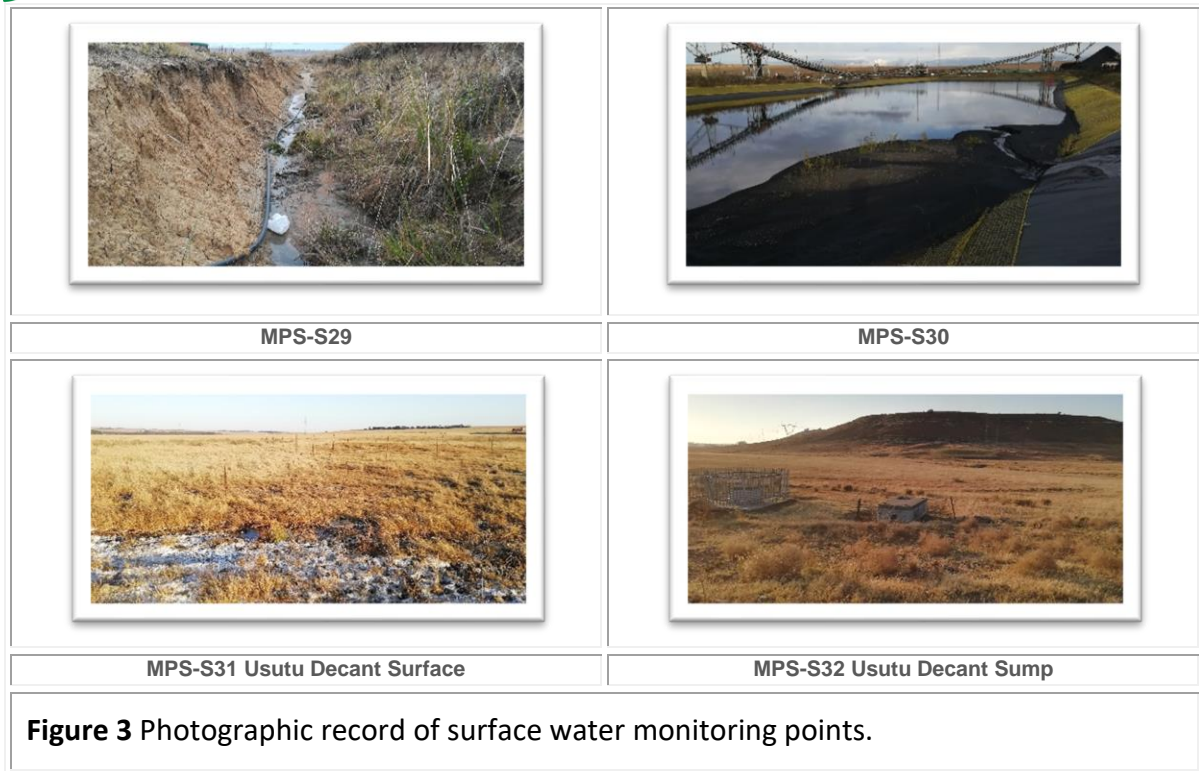 MPS-S29
MPS-S30
MPS-S31 Usutu Decant Surface
MPS-S32 Usutu Decant Sump
Figure 3 Photographic record of surface water monitoring points.